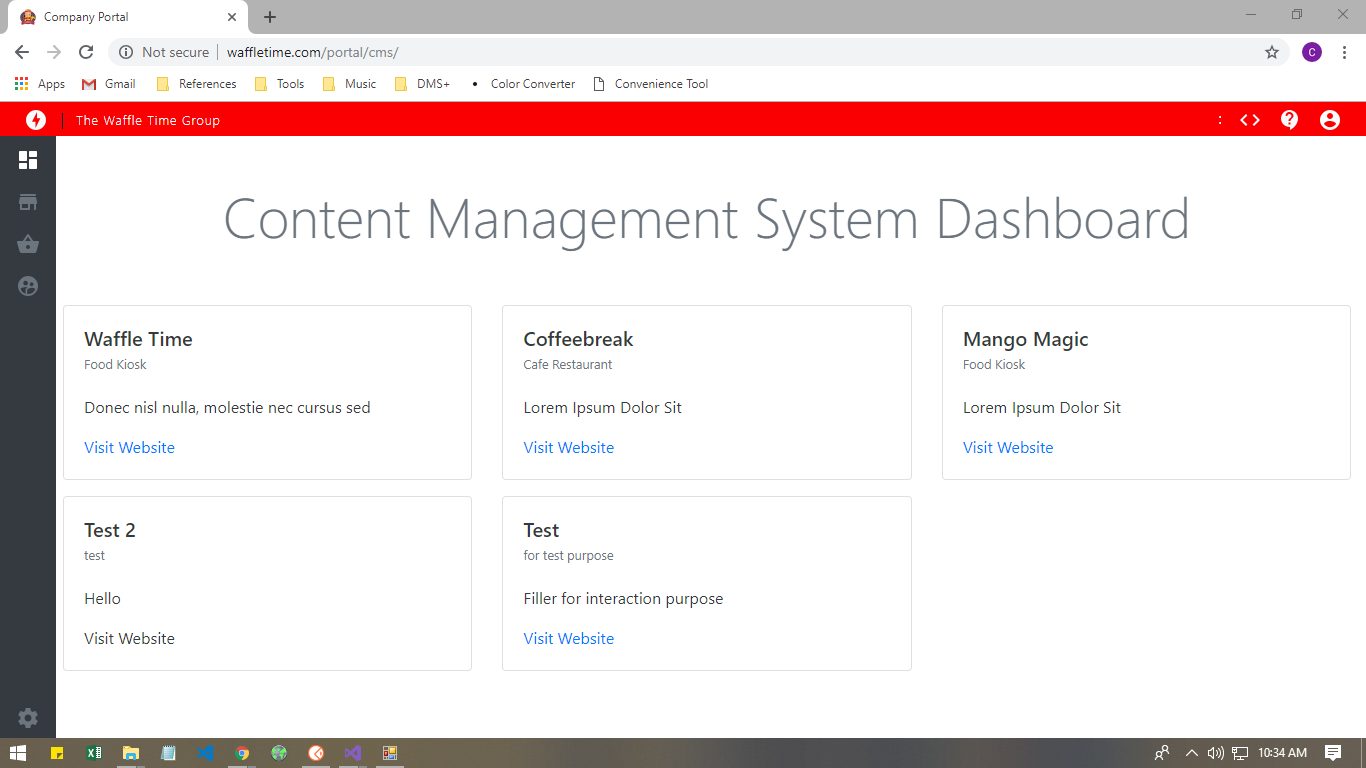 Company Portal
Not secure
waffletime.com/portal/cms/
C
Apps
Gmail
References
Tools
Music
DMS+
Color Converter
Convenience Tool
The Waffle Time Group
:
Content Management System Dashboard
Waffle Time
Food Kiosk
Donec nisl nulla, molestie nec cursus sed
Visit Website
Coffeebreak
Cafe Restaurant
Lorem Ipsum Dolor Sit
Visit Website
Mango Magic
Food Kiosk
Lorem Ipsum Dolor Sit
Visit Website
Test 2
test
Hello
Visit Website
Test
for test purpose
Filler for interaction purpose
Visit Website
10:34 AM